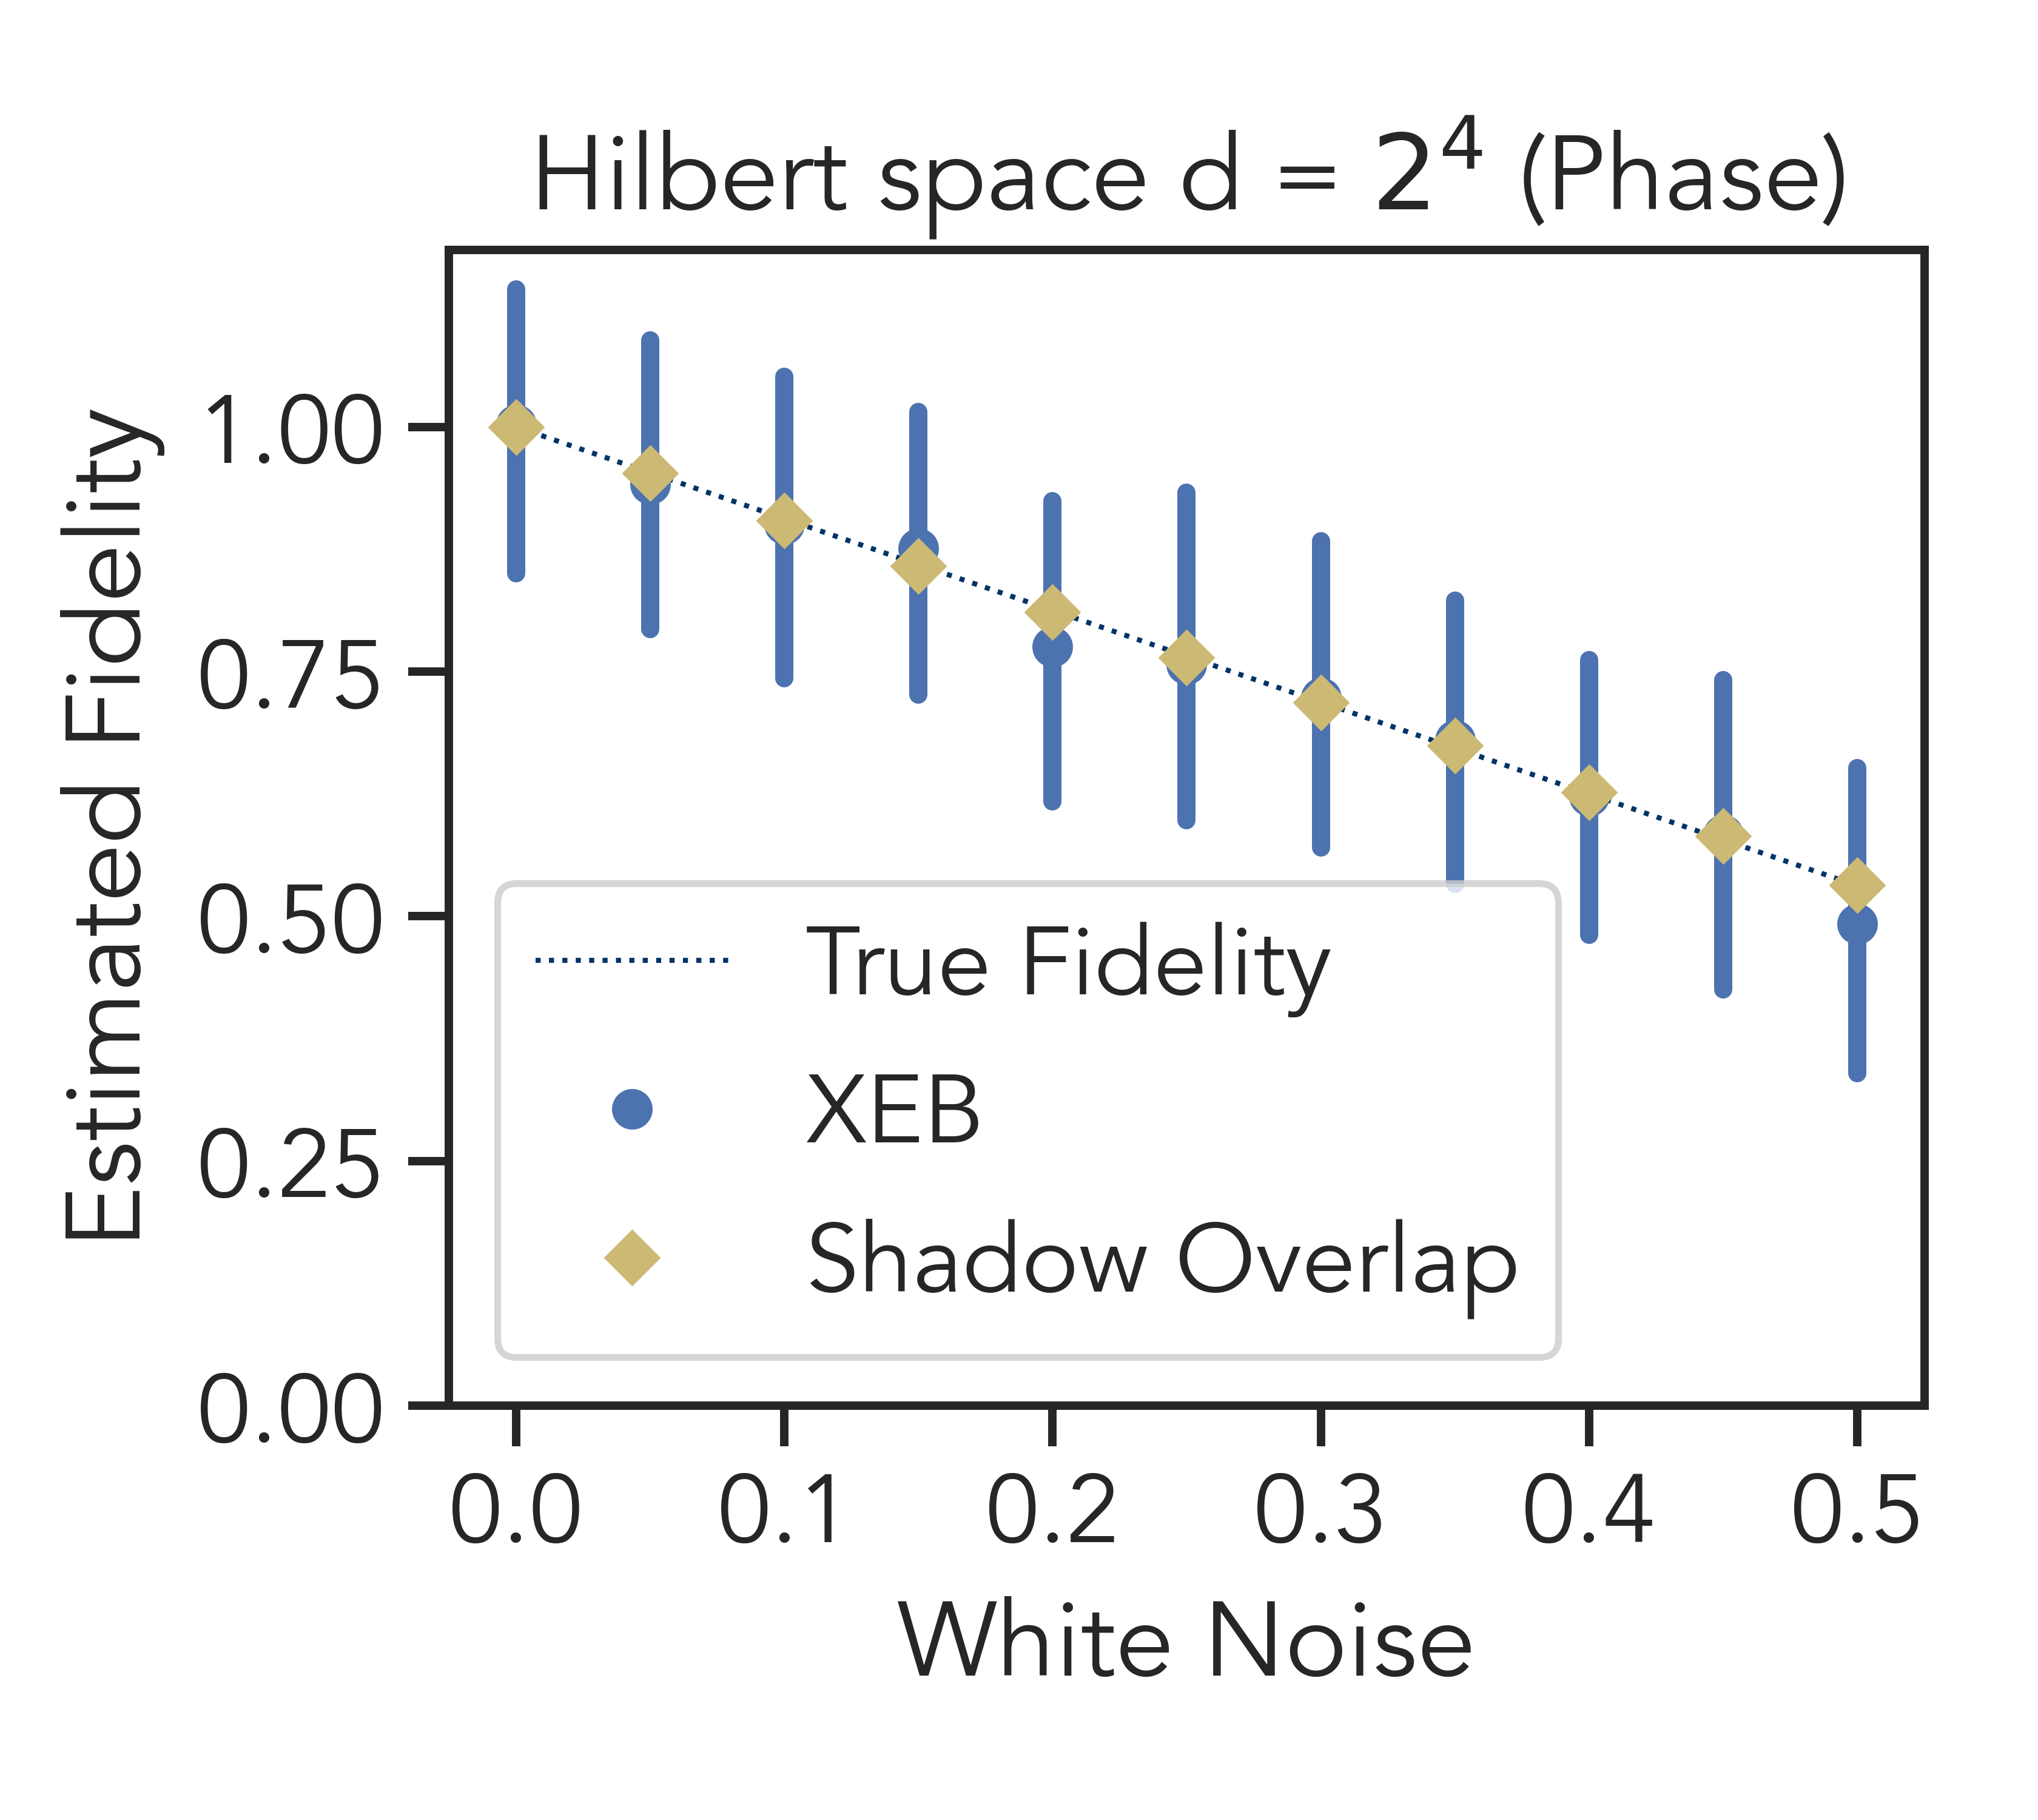 Hilbert space d = 2⁴ (Phase)
Estimated Fidelity
1.00
0.75
0.50
0.25
0.00
True Fidelity
XEB
Shadow Overlap
0.0 0.1 0.2 0.3 0.4 0.5
White Noise